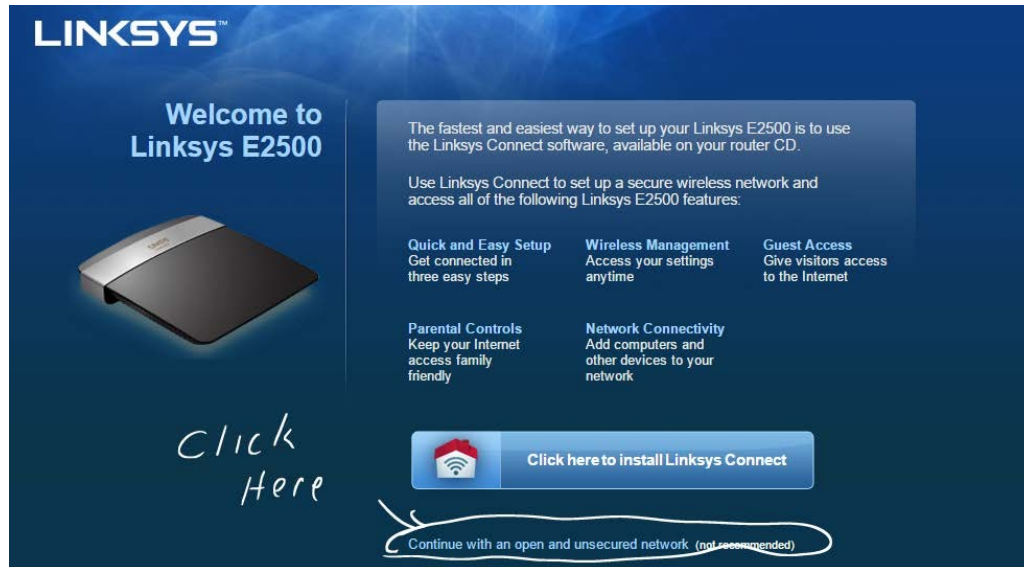 LINKSYS™
Welcome to
Linksys E2500
The fastest and easiest way to set up your Linksys E2500 is to use
the Linksys Connect software, available on your router CD.
Use Linksys Connect to set up a secure wireless network and
access all of the following Linksys E2500 features:
Quick and Easy Setup
Get connected in
three easy steps
Wireless Management
Access your settings
anytime
Guest Access
Give visitors access
to the Internet
Parental Controls
Keep your Internet
access family
friendly
Network Connectivity
Add computers and
other devices to your
network
Click
Here
Click here to install Linksys Connect
Continue with an open and unsecured network (not recommended)